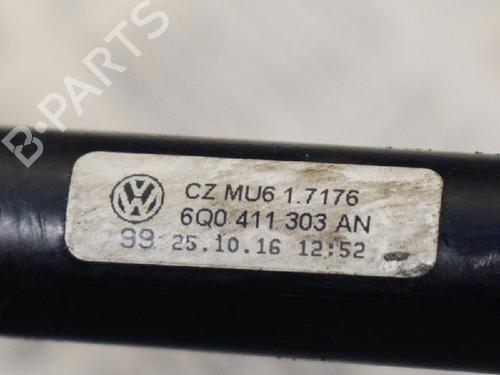 B-PARTS
CZ MU6 1.7176
6Q0 411 303 AN
99 25.10.16 12:52